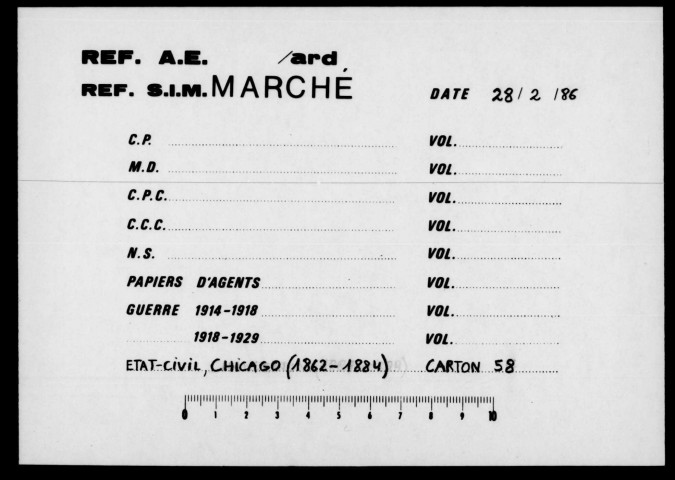 REF. A.E. /ard
REF. S.I.M. MARCHÉ DATE 28/2/86
C.P. VOL.
M.D. VOL.
C.P.C. VOL.
C.C.C. VOL.
N.S. VOL.
PAPIERS D'AGENTS VOL.
GUERRE 1914-1918 VOL.
1918-1929 VOL.
ETAT-CiViL, CHICAGO (1862-1884) CARTON 58
0 1 2 3 4 5 6 7 8 9 10